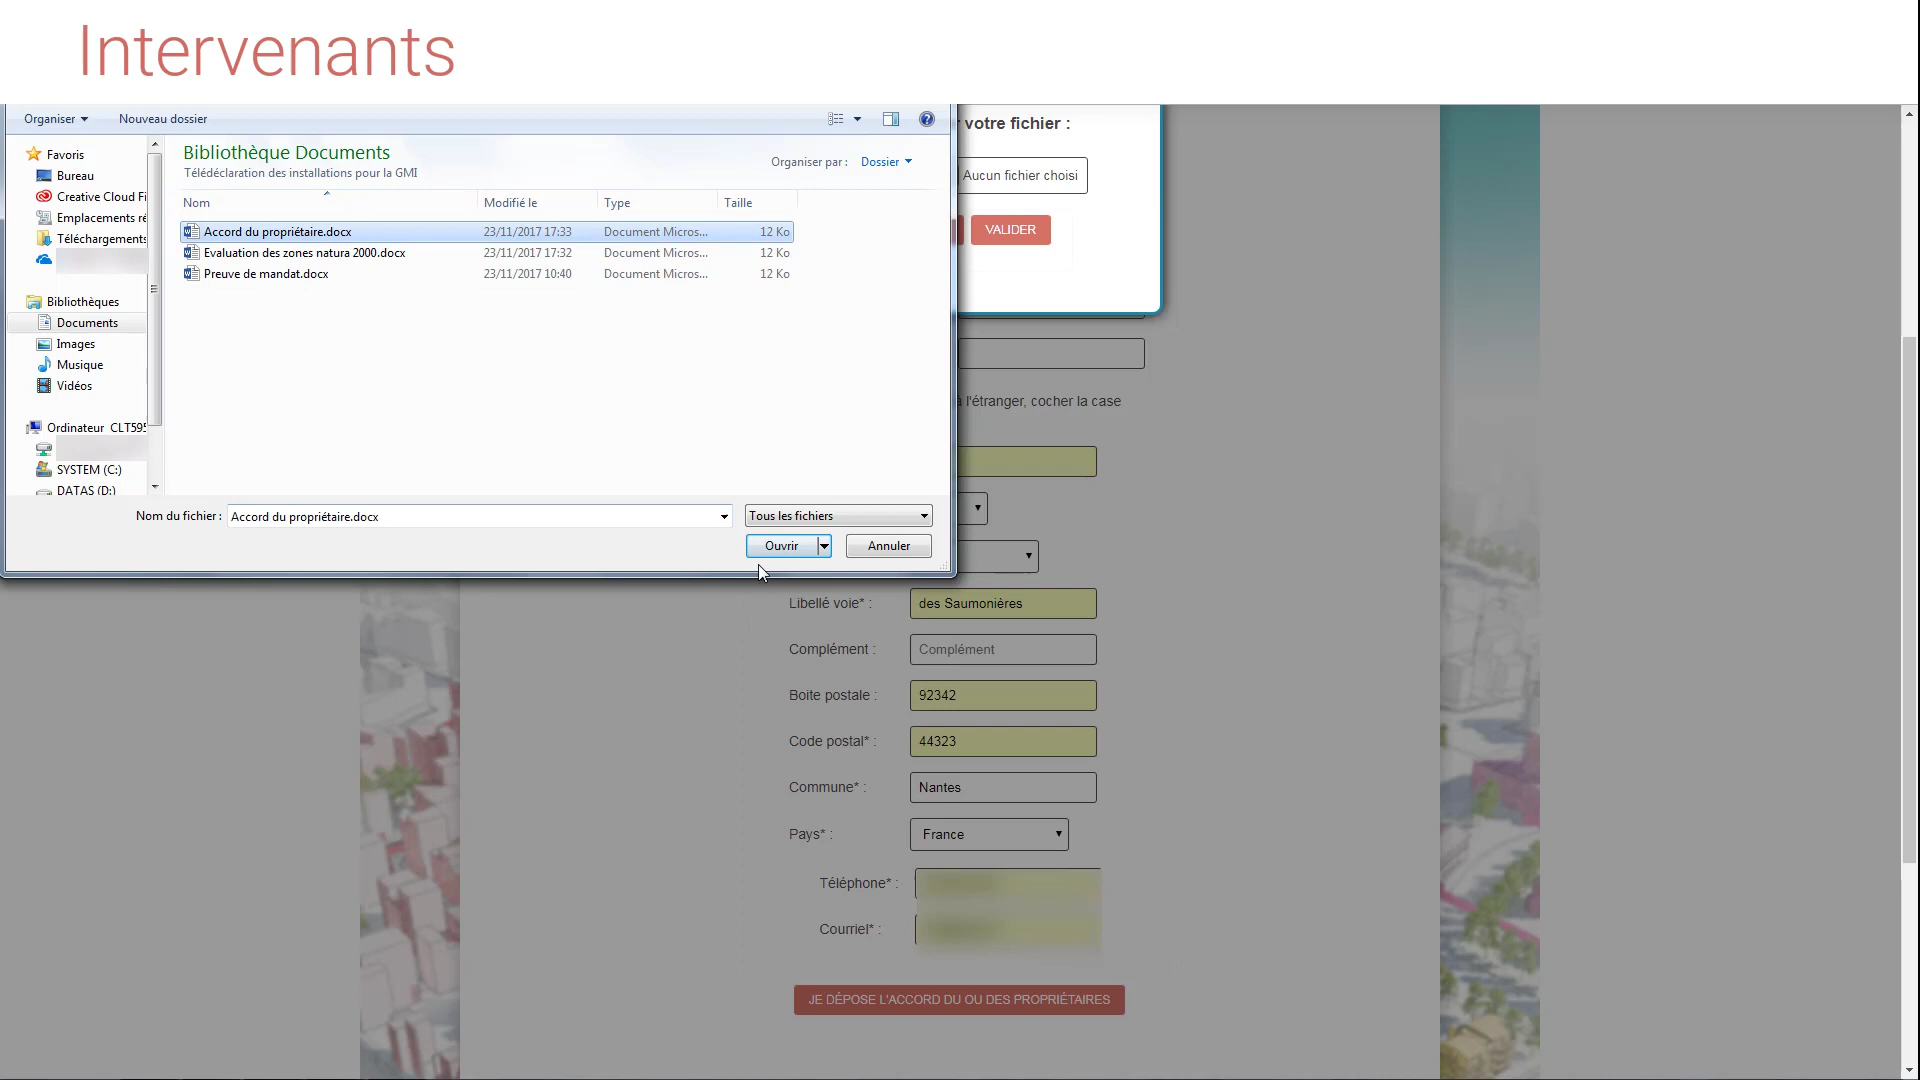 Intervenants
Organiser
Nouveau dossier
Favoris
Bureau
Creative Cloud Fi
Emplacements ré
Téléchargements
Bibliothèques
Documents
Images
Musique
Vidéos
Ordinateur CLT595
SYSTEM (C:)
DATAS (D:)
Bibliothèque Documents
Télédéclaration des installations pour la GMI
Organiser par : Dossier
Nom Modifié le Type Taille
Accord du propriétaire.docx 23/11/2017 17:33 Document Micros... 12 Ko
Evaluation des zones natura 2000.docx 23/11/2017 17:32 Document Micros... 12 Ko
Preuve de mandat.docx 23/11/2017 10:40 Document Micros... 12 Ko
Nom du fichier : Accord du propriétaire.docx Tous les fichiers
Ouvrir Annuler
votre fichier :
Aucun fichier choisi
VALIDER
à l'étranger, cocher la case
Libellé voie* : des Saumonières
Complément : Complément
Boite postale : 92342
Code postal* : 44323
Commune* : Nantes
Pays* : France
Téléphone* :
Courriel* :
JE DÉPOSE L'ACCORD DU OU DES PROPRIÉTAIRES